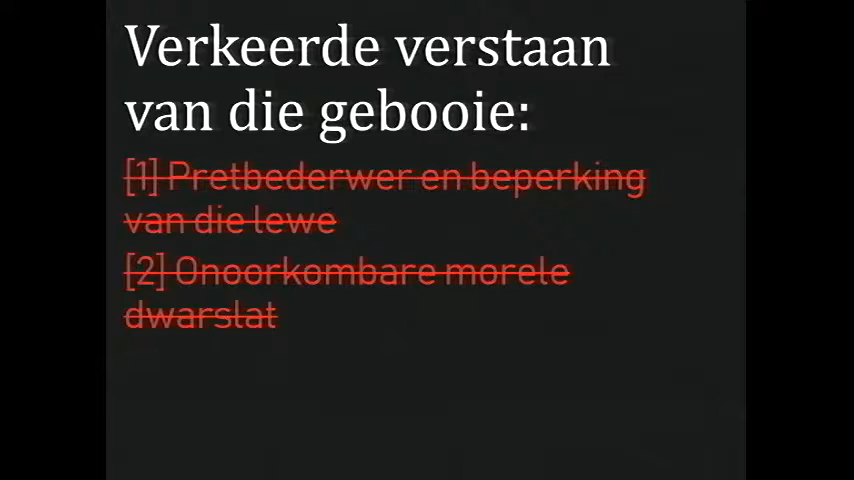 Verkeerde verstaan
van die gebooie:
[1] Pretbederwer en beperking
van die lewe
[2] Onoorkombare morele
dwarslat